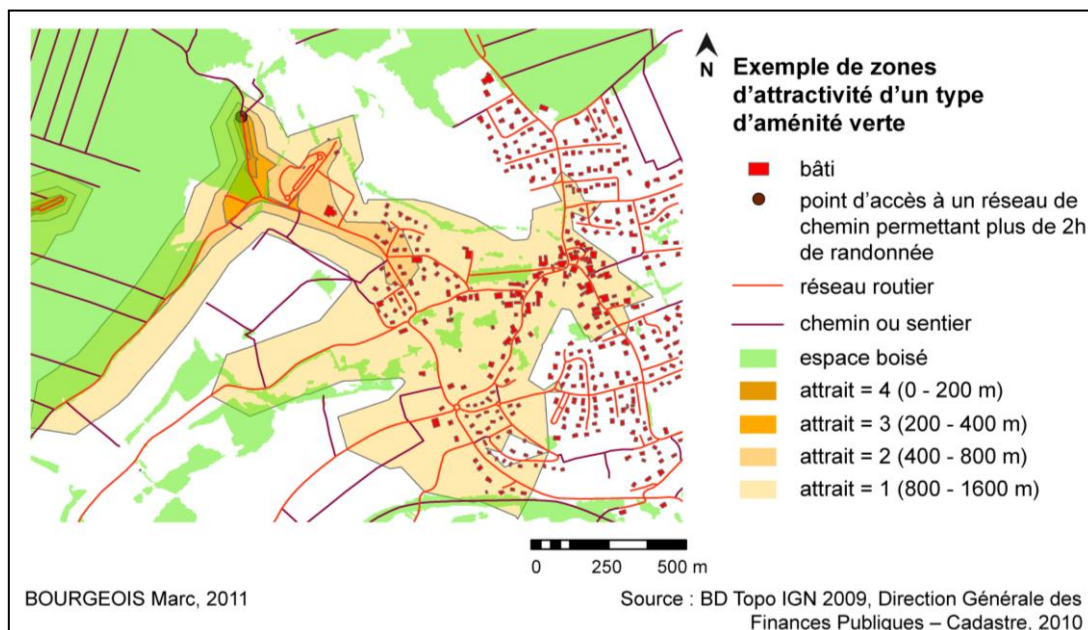 N
Exemple de zones
d'attractivité d'un type
d'aménité verte
bâti
point d'accès à un réseau de
chemin permettant plus de 2h
de randonnée
réseau routier
chemin ou sentier
espace boisé
attrait = 4 (0 - 200 m)
attrait = 3 (200 - 400 m)
attrait = 2 (400 - 800 m)
attrait = 1 (800 - 1600 m)
0 250 500 m
BOURGEOIS Marc, 2011
Source : BD Topo IGN 2009, Direction Générale des
Finances Publiques – Cadastre, 2010